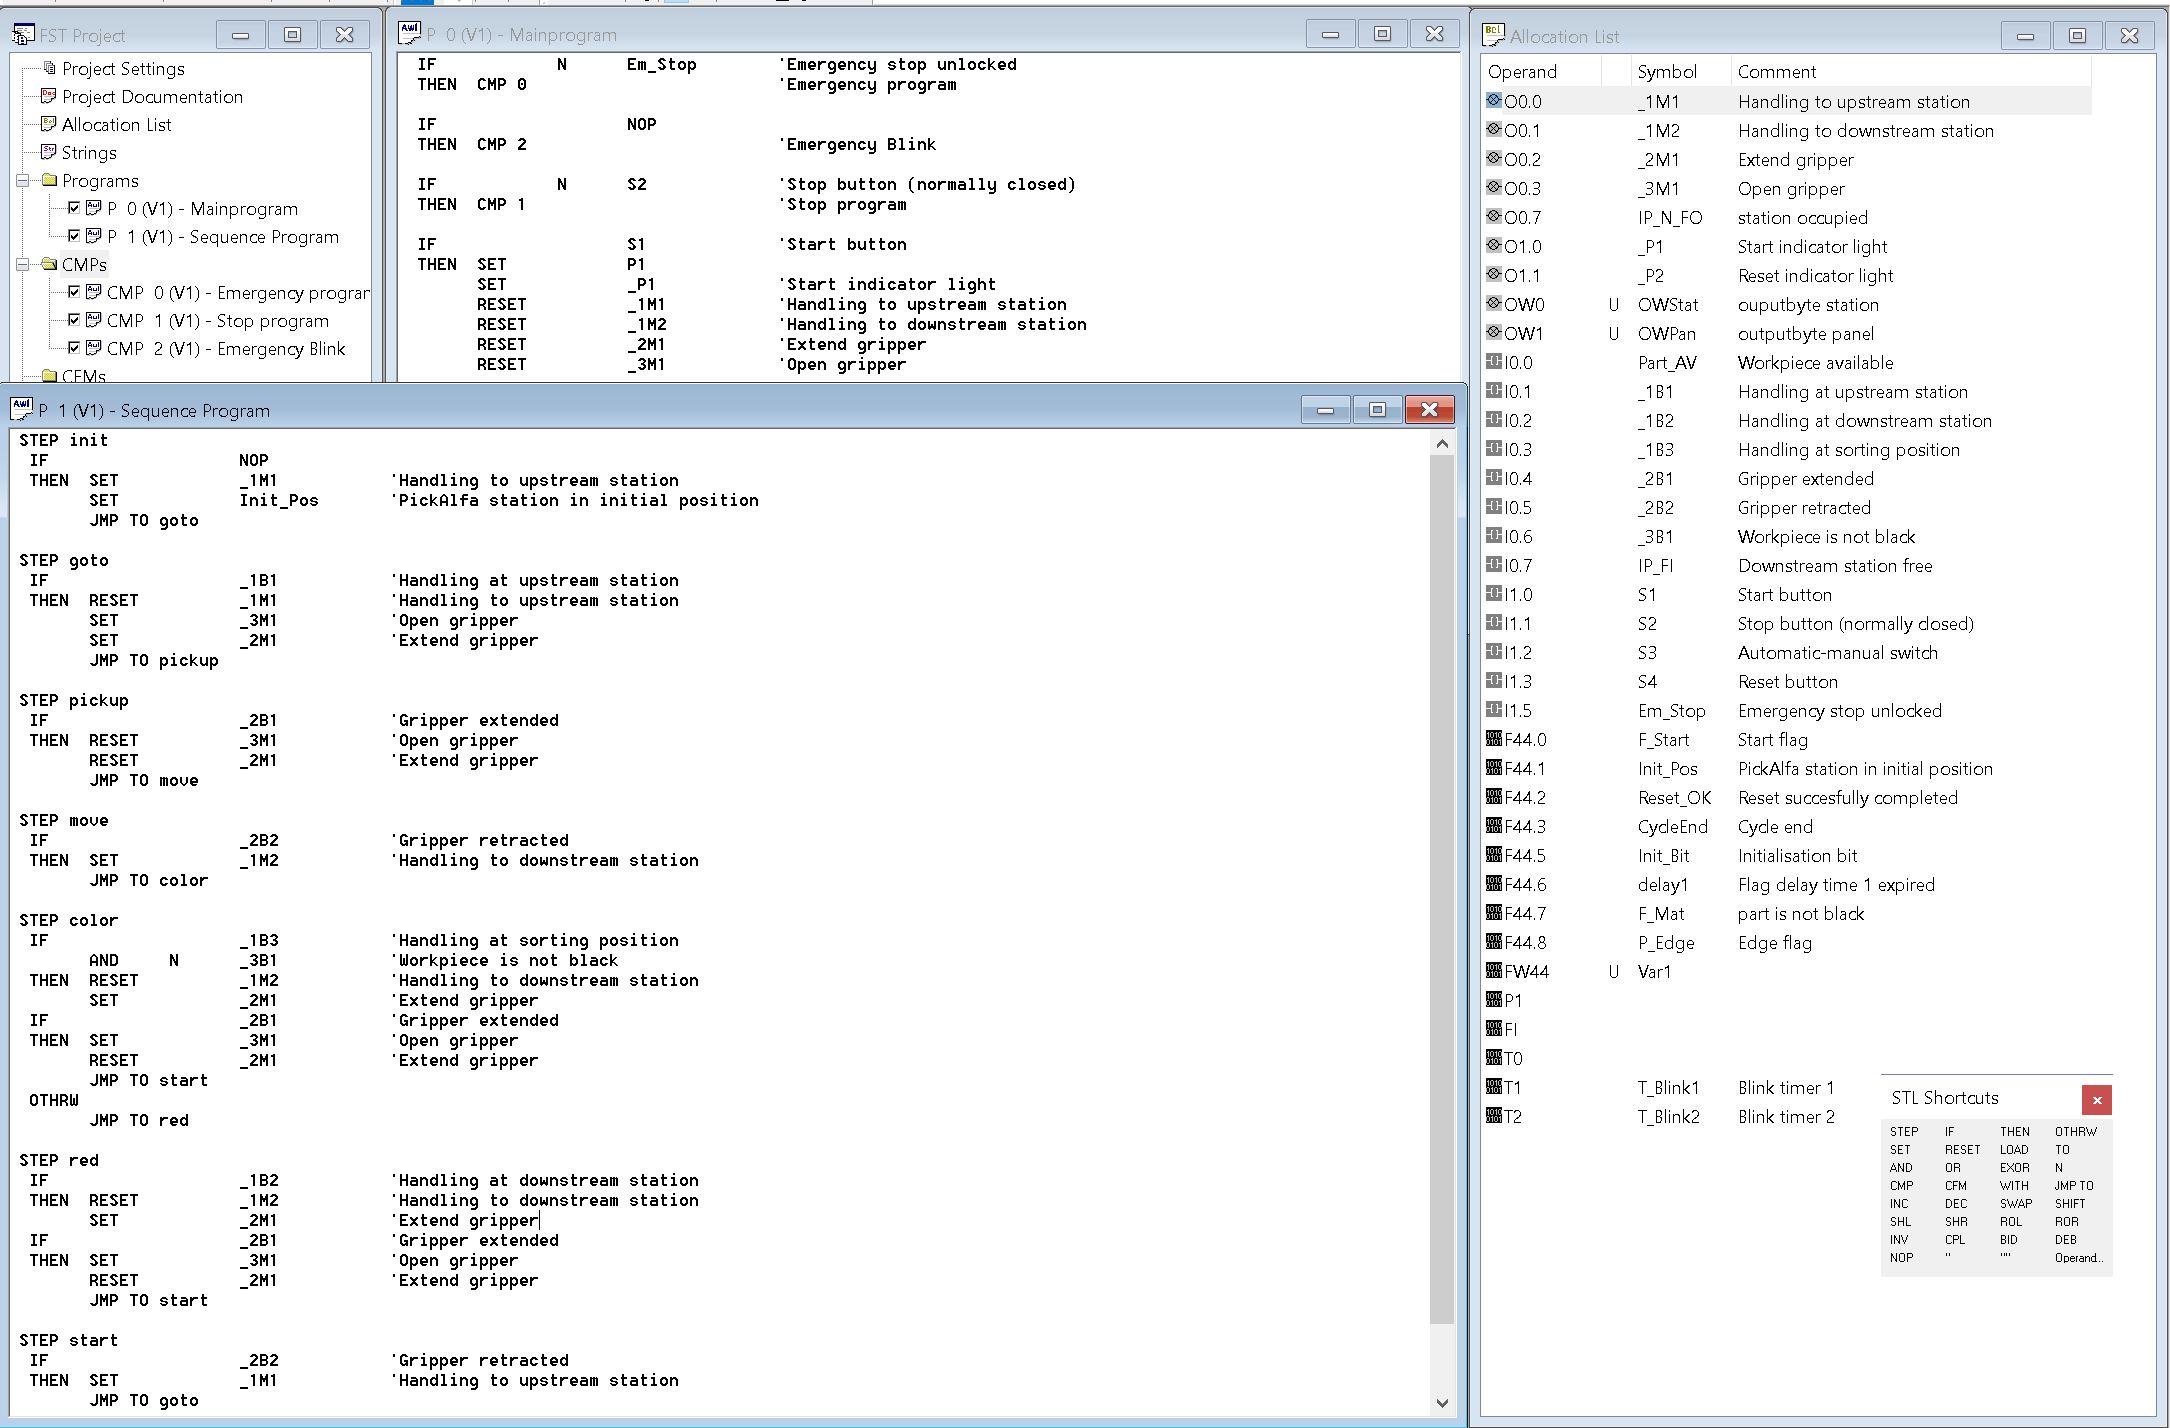 FST Project
Project Settings
Project Documentation
Allocation List
Strings
Programs
P 0 (V1) - Mainprogram
P 1 (V1) - Sequence Program
CMPs
CMP 0 (V1) - Emergency prograr
CMP 1 (V1) - Stop program
CMP 2 (V1) - Emergency Blink
CFMs
P 0 (V1) - Mainprogram
IF N Em_Stop 'Emergency stop unlocked
THEN CMP 0 'Emergency program
IF NOP
THEN CMP 2 'Emergency Blink
IF N S2 'Stop button (normally closed)
THEN CMP 1 'Stop program
IF S1 'Start button
THEN SET P1
SET _P1 'Start indicator light
RESET _1M1 'Handling to upstream station
RESET _1M2 'Handling to downstream station
RESET _2M1 'Extend gripper
RESET _3M1 'Open gripper
P 1 (V1) - Sequence Program
STEP init
IF NOP
THEN SET _1M1 'Handling to upstream station
SET Init_Pos 'PickAlfa station in initial position
JMP TO goto
STEP goto
IF _1B1 'Handling at upstream station
THEN RESET _1M1 'Handling to upstream station
SET _3M1 'Open gripper
SET _2M1 'Extend gripper
JMP TO pickup
STEP pickup
IF _2B1 'Gripper extended
THEN RESET _3M1 'Open gripper
RESET _2M1 'Extend gripper
JMP TO move
STEP move
IF _2B2 'Gripper retracted
THEN SET _1M2 'Handling to downstream station
JMP TO color
STEP color
IF _1B3 'Handling at sorting position
AND N _3B1 'Workpiece is not black
THEN RESET _1M2 'Handling to downstream station
SET _2M1 'Extend gripper
IF _2B1 'Gripper extended
THEN SET _3M1 'Open gripper
RESET _2M1 'Extend gripper
JMP TO start
OTHRW
JMP TO red
STEP red
IF _1B2 'Handling at downstream station
THEN RESET _1M2 'Handling to downstream station
SET _2M1 'Extend gripper
IF _2B1 'Gripper extended
THEN SET _3M1 'Open gripper
RESET _2M1 'Extend gripper
JMP TO start
STEP start
IF _2B2 'Gripper retracted
THEN SET _1M1 'Handling to upstream station
JMP TO goto
Allocation List
Operand Symbol Comment
O0.0 _1M1 Handling to upstream station
O0.1 _1M2 Handling to downstream station
O0.2 _2M1 Extend gripper
O0.3 _3M1 Open gripper
O0.7 IP_N_FO station occupied
O1.0 _P1 Start indicator light
O1.1 _P2 Reset indicator light
OW0 U OWStat ouputbyte station
OW1 U OWPan outputbyte panel
I0.0 Part_AV Workpiece available
I0.1 _1B1 Handling at upstream station
I0.2 _1B2 Handling at downstream station
I0.3 _1B3 Handling at sorting position
I0.4 _2B1 Gripper extended
I0.5 _2B2 Gripper retracted
I0.6 _3B1 Workpiece is not black
I0.7 IP_FI Downstream station free
I1.0 S1 Start button
I1.1 S2 Stop button (normally closed)
I1.2 S3 Automatic-manual switch
I1.3 S4 Reset button
I1.5 Em_Stop Emergency stop unlocked
F44.0 F_Start Start flag
F44.1 Init_Pos PickAlfa station in initial position
F44.2 Reset_OK Reset succesfully completed
F44.3 CycleEnd Cycle end
F44.5 Init_Bit Initialisation bit
F44.6 delay1 Flag delay time 1 expired
F44.7 F_Mat part is not black
F44.8 P_Edge Edge flag
FW44 U Var1
P1
FI
T0
T1 T_Blink1 Blink timer 1
T2 T_Blink2 Blink timer 2
STL Shortcuts
STEP IF THEN OTHRW
SET RESET LOAD TO
AND OR EXOR N
CMP CFM WITH JMP TO
INC DEC SWAP SHIFT
SHL SHR ROL ROR
INV CPL BID DEB
NOP " "" Operand..